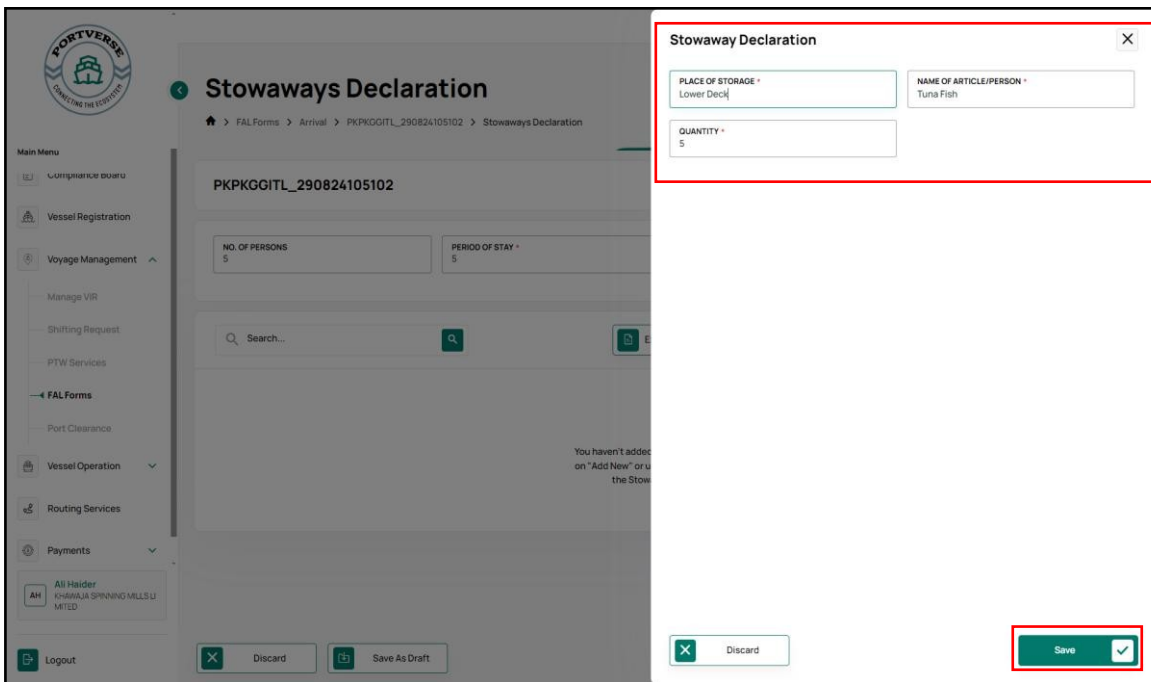 PORTVERSE
CONNECTING THE ECOSYSTEM
Main Menu
Compliance Board
Vessel Registration
Voyage Management
Manage VIR
Shifting Request
PTW Services
FAL Forms
Port Clearance
Vessel Operation
Routing Services
Payments
AH
Ali Haider
KHAWAJA SPINNING MILLS LI
MITED
Logout
Stowaways Declaration
> FAL Forms > Arrival > PKPKGGITL_290824105102 > Stowaways Declaration
PKPKGGITL_290824105102
NO. OF PERSONS
5
PERIOD OF STAY *
5
Search...
E
You haven't added
on "Add New" or u
the Stow
Discard
Save As Draft
Stowaway Declaration
PLACE OF STORAGE *
Lower Deck
NAME OF ARTICLE/PERSON *
Tuna Fish
QUANTITY *
5
Discard
Save